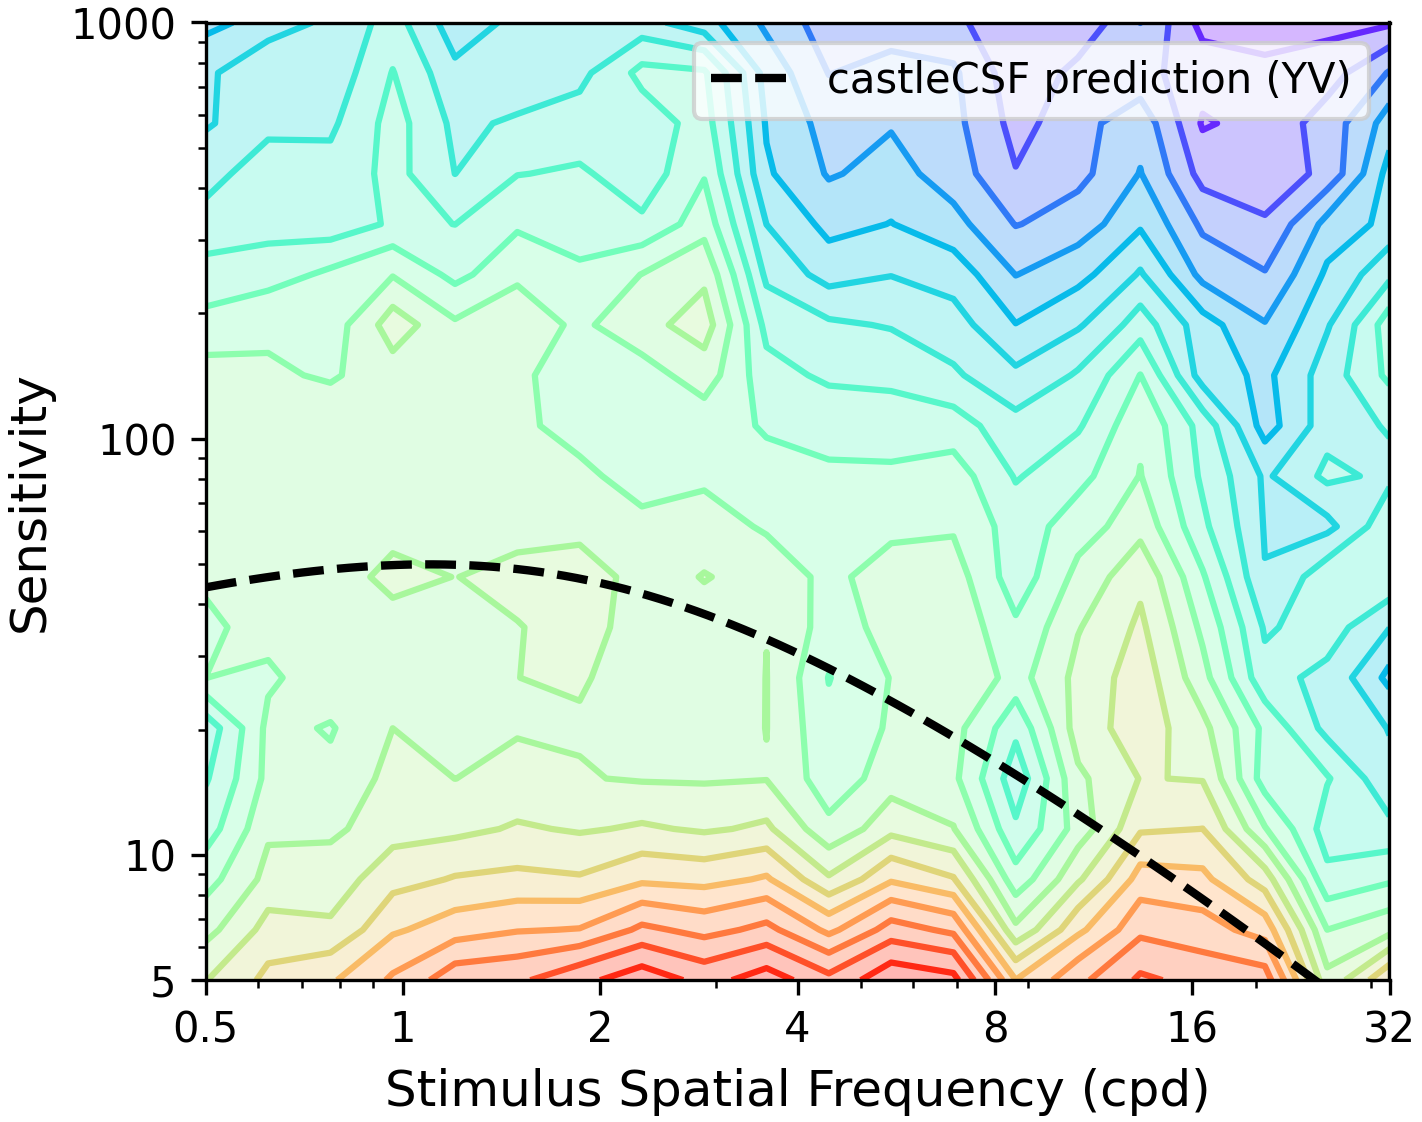 1000
castleCSF prediction (YV)
100
Sensitivity
10
5
0.5 1 2 4 8 16 32
Stimulus Spatial Frequency (cpd)